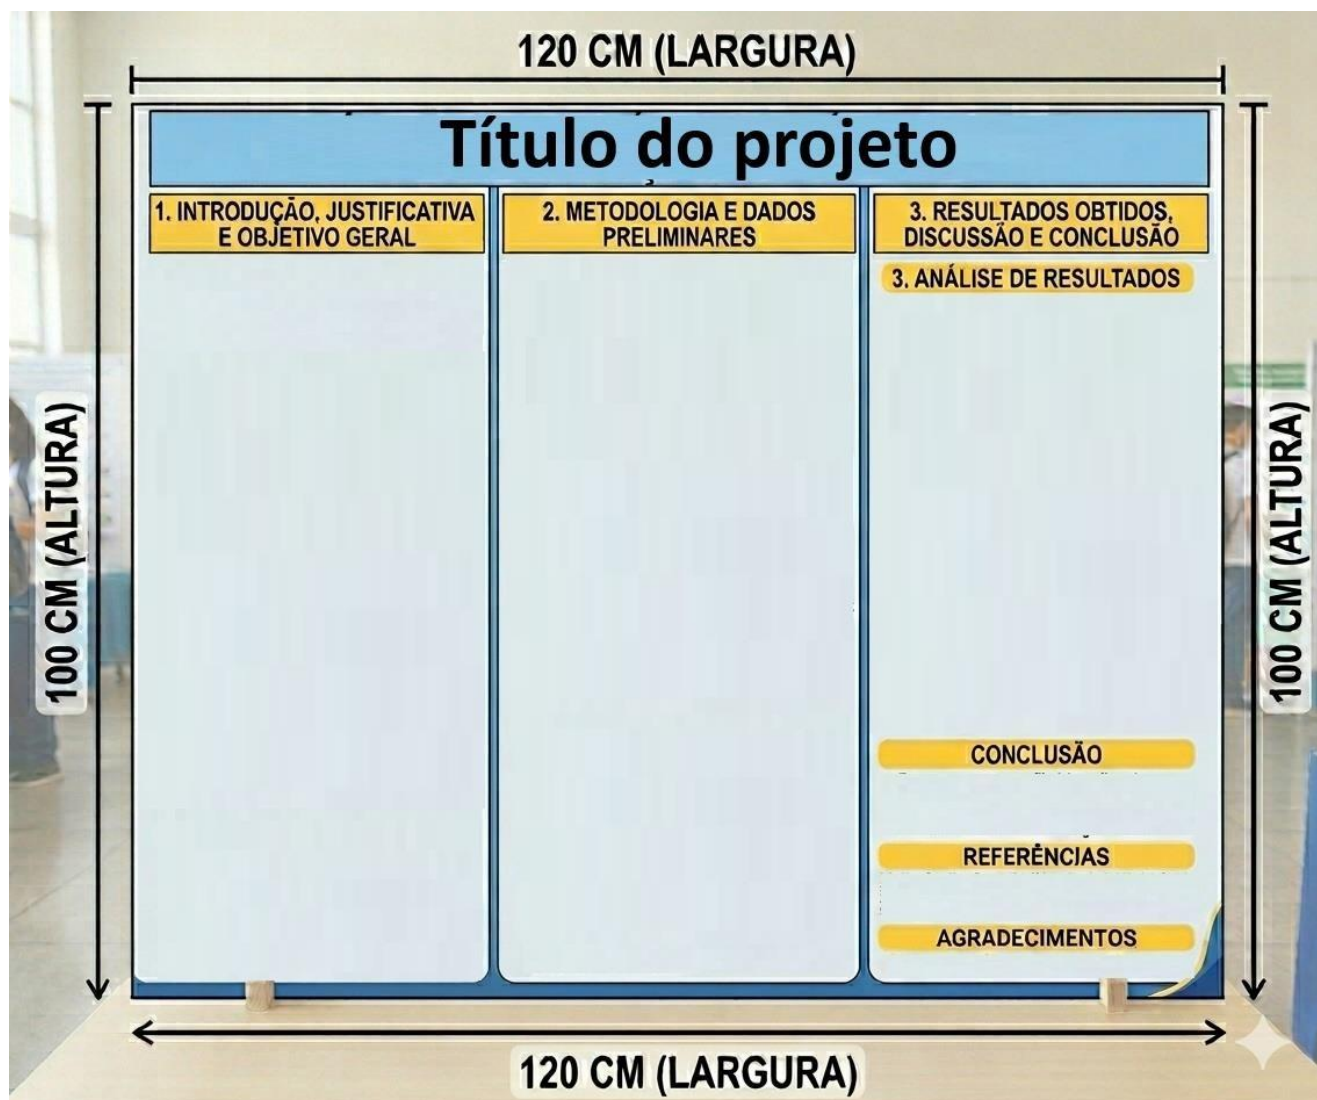 120 CM (LARGURA)
Título do projeto
1. INTRODUÇÃO, JUSTIFICATIVA
E OBJETIVO GERAL
2. METODOLOGIA E DADOS
PRELIMINARES
3. RESULTADOS OBTIDOS,
DISCUSSÃO E CONCLUSÃO
3. ANÁLISE DE RESULTADOS
100 CM (ALTURA)
100 CM (ALTURA)
CONCLUSÃO
REFERÊNCIAS
AGRADECIMENTOS
120 CM (LARGURA)